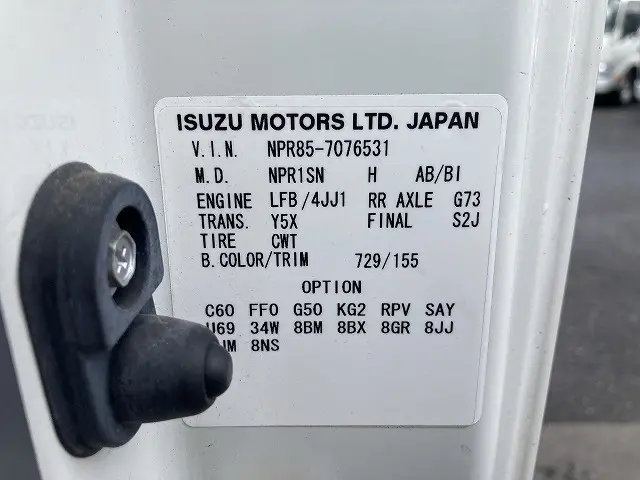 ISUZU MOTORS LTD. JAPAN
V.I.N. NPR85-7076531
M.D. NPR1SN H AB/BI
ENGINE LFB/4JJ1 RR AXLE G73
TRANS. Y5X FINAL S2J
TIRE CWT
B.COLOR/TRIM 729/155
OPTION
C60 FF0 G50 KG2 RPV SAY
34W 8BM 8BX 8GR 8JJ
8NS